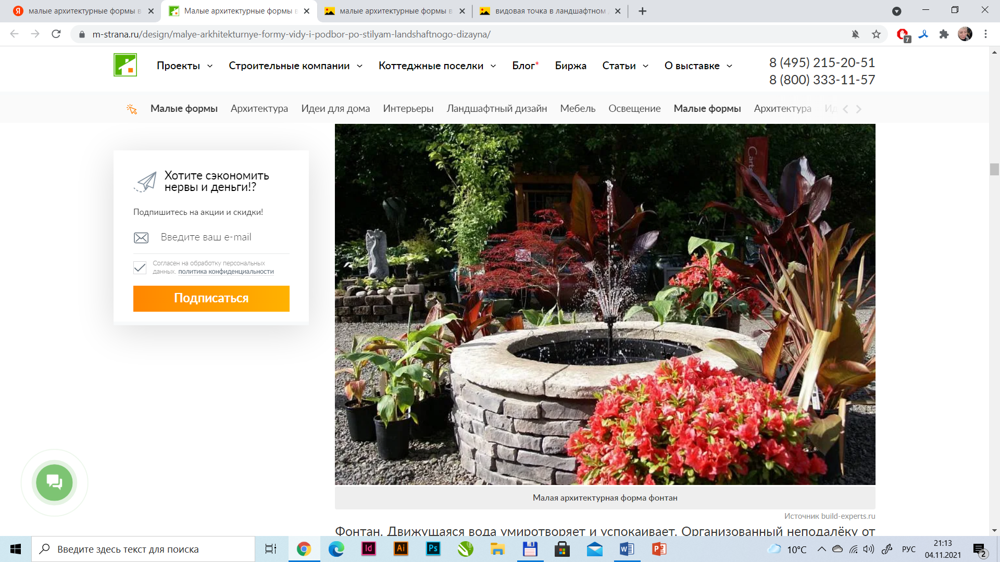 малые архитектурные формы в
Малые архитектурные формы в
малые архитектурные формы в
видовая точка в ландшафтном
m-strana.ru/design/malye-arkhitekturnye-formy-vidy-i-podbor-po-stilyam-landshaftnogo-dizayna/
7
Проекты Строительные компании Коттеджные поселки Блог* Биржа Статьи О выставке
8 (495) 215-20-51
8 (800) 333-11-57
Малые формы Архитектура Идеи для дома Интерьеры Ландшафтный дизайн Мебель Освещение Малые формы Архитектура
Хотите сэкономить
нервы и деньги!?
Подпишитесь на акции и скидки!
Введите ваш e-mail
Согласен на обработку персональных
данных. политика конфиденциальности
Подписаться
Малая архитектурная форма фонтан
Источник build-experts.ru
Фонтан. Движущаяся вода умиротворяет и успокаивает. Организованный неподалёку от
Введите здесь текст для поиска
Id
Ai
Ps
10°C
РУС
21:13
04.11.2021
2